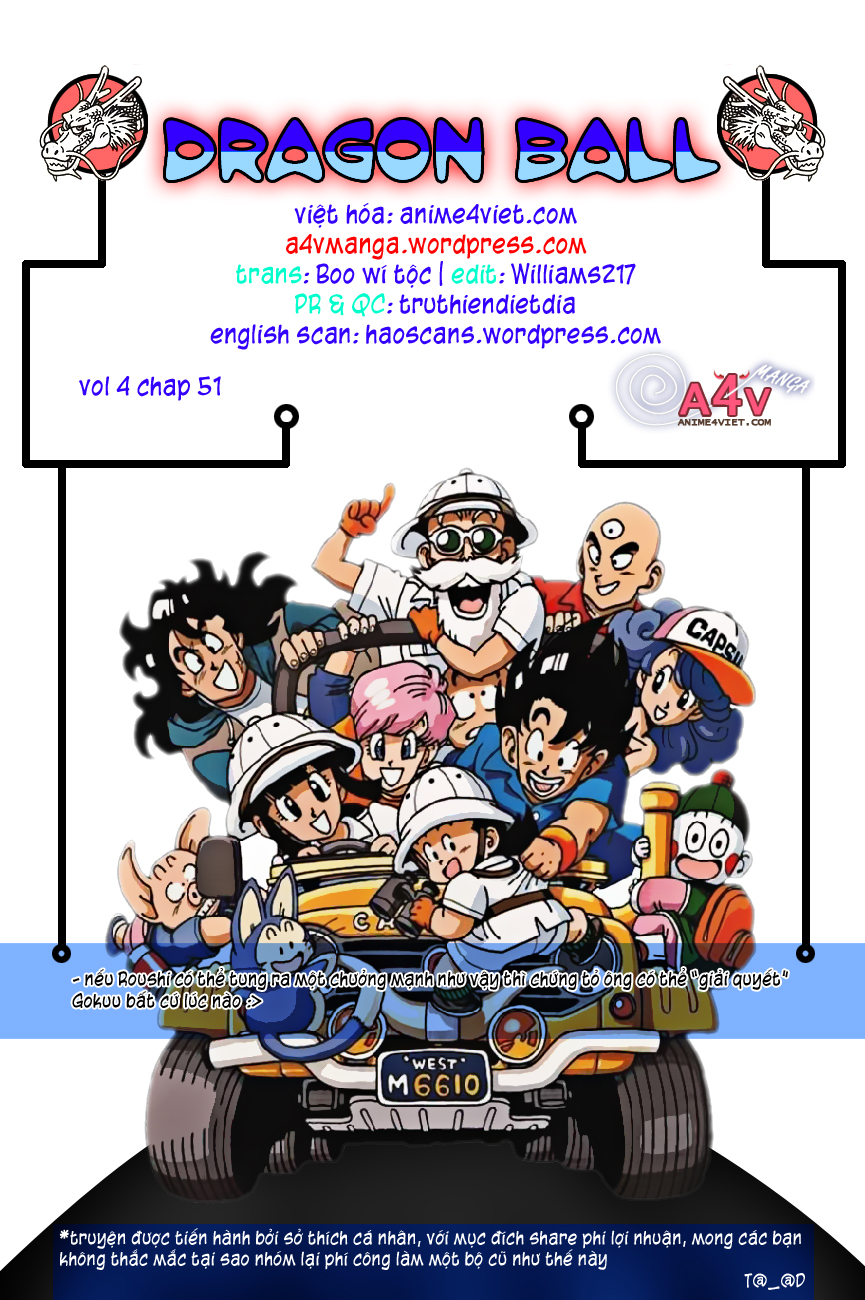 DRAGON BALL
việt hóa: anime4viet.com
a4vmanga.wordpress.com
trans: Boo wí tộc | edit: Williams217
PR & QC: truthiendietdia
english scan: haoscans.wordpress.com
vol 4 chap 51
A4V MANGA
ANIME4VIET.COM
CAPSU
CA
- nếu Roushi có thể tung ra một chưởng mạnh như vậy thì chứng tỏ ông có thể "giải quyết"
Gokuu bất cứ lúc nào :>
"WEST"
M6610
*truyện được tiến hành bởi sở thích cá nhân, với mục đích share phi lợi nhuận, mong các bạn
không thắc mắc tại sao nhóm lại phí công làm một bộ cũ như thế này
T@_@D